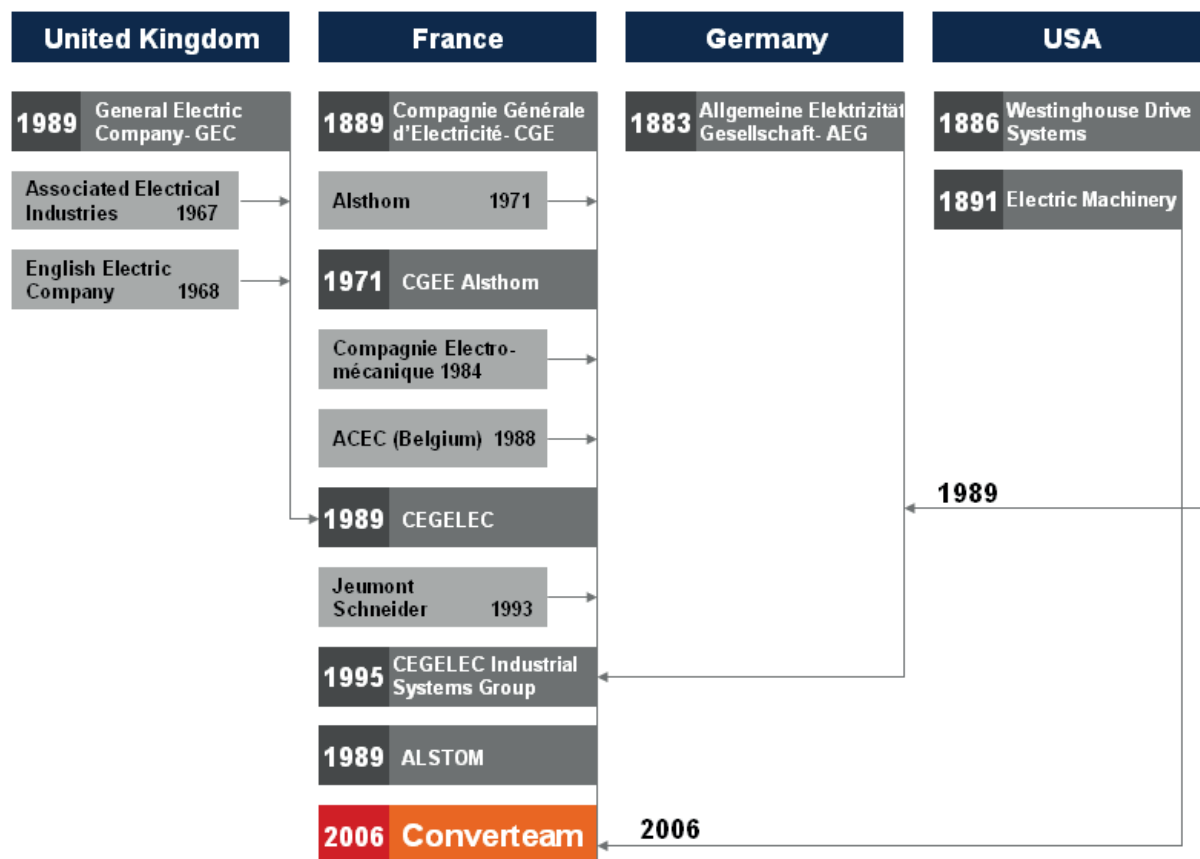 United Kingdom
France
Germany
USA
1989
General Electric
Company- GEC
Associated Electrical
Industries 1967
English Electric
Company 1968
1889
Compagnie Générale
d'Electricité- CGE
Alsthom 1971
1971
CGEE Alsthom
Compagnie Electro-
mécanique 1984
ACEC (Belgium) 1988
1989
CEGELEC
Jeumont
Schneider 1993
1995
CEGELEC Industrial
Systems Group
1989
ALSTOM
2006
Converteam
1883
Allgemeine Elektrizität
Gesellschaft- AEG
1886
Westinghouse Drive
Systems
1891
Electric Machinery
1989
2006